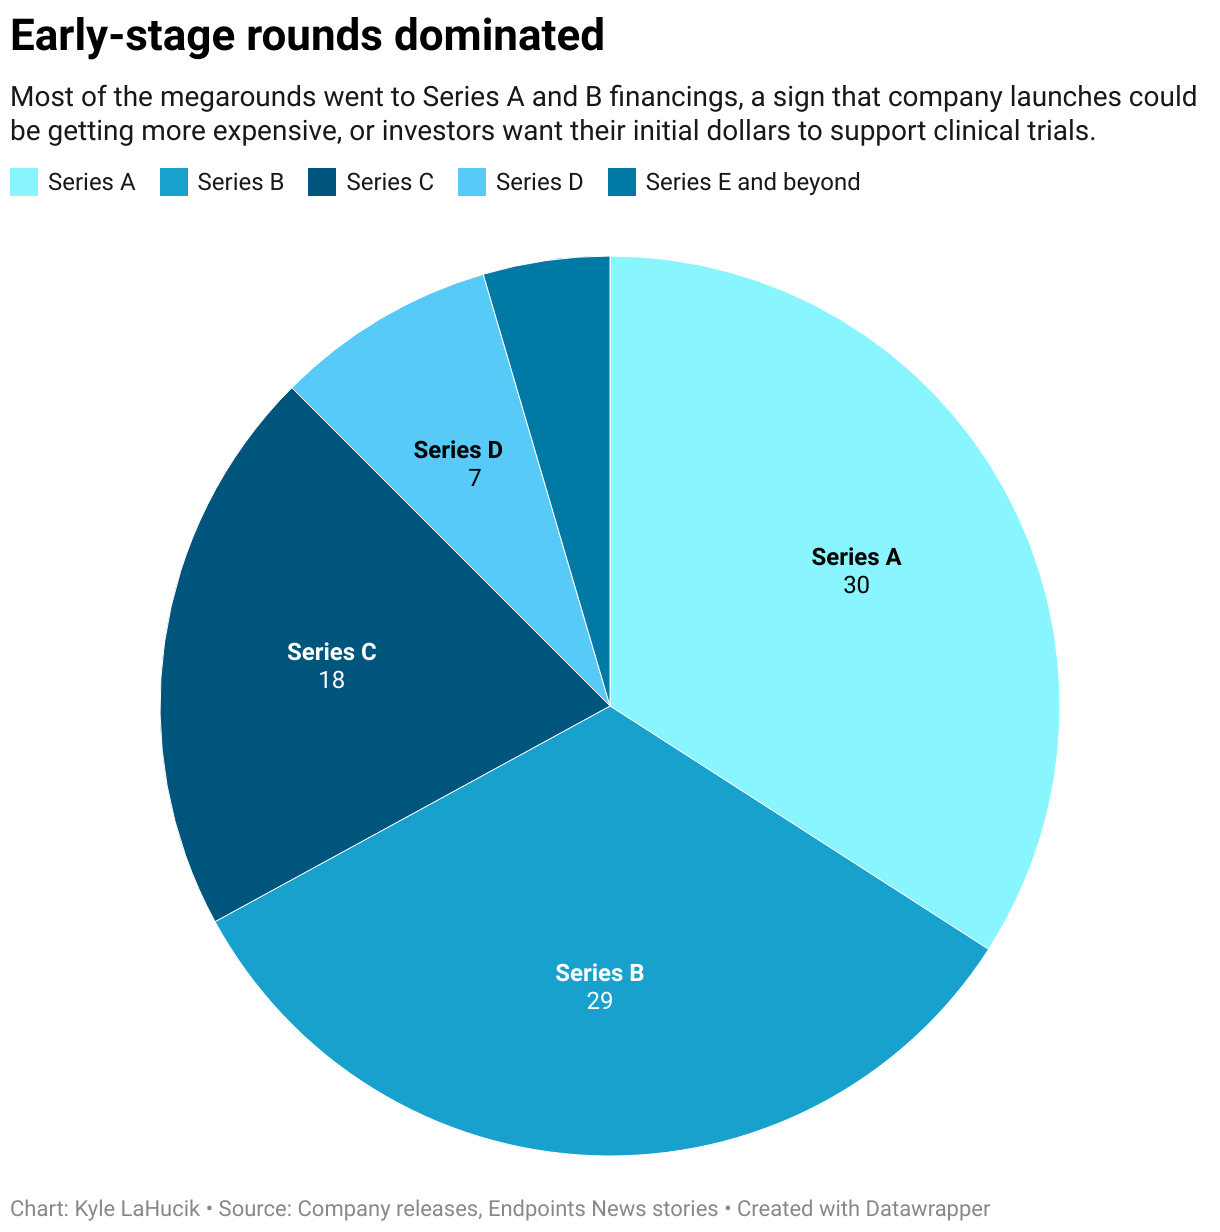 Early-stage rounds dominated
Most of the megarounds went to Series A and B financings, a sign that company launches could
be getting more expensive, or investors want their initial dollars to support clinical trials.
Series A Series B Series C Series D Series E and beyond
Series D
7
Series A
30
Series C
18
Series B
29
Chart: Kyle LaHucik • Source: Company releases, Endpoints News stories • Created with Datawrapper